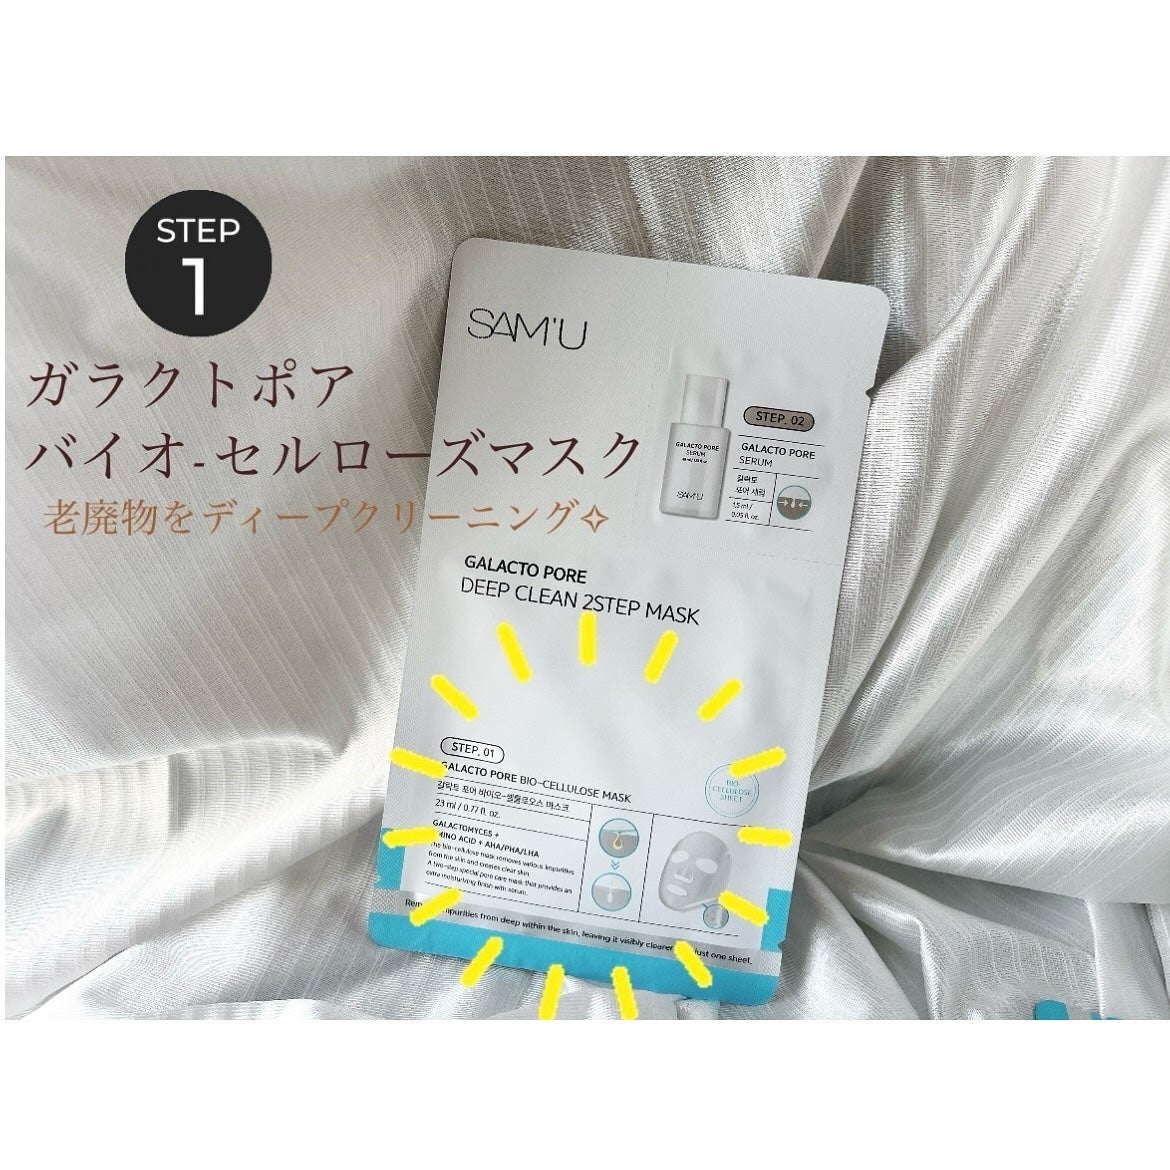 STEP
1
ガラクトポア
バイオ-セルローズマスク
老廃物をディープクリーニング✧
SAM'U
STEP. 02
GALACTO PORE
SERUM
갈락토
포어 세럼
1.5 ml /
0.05 fl. oz.
GALACTO PORE
SERUM
SAM'U
GALACTO PORE
DEEP CLEAN 2STEP MASK
STEP. 01
GALACTO PORE BIO-CELLULOSE MASK
갈락토 포어 바이오-셀룰로오스 마스크
23 ml / 0.77 fl. oz.
GALACTOMYCES +
AMINO ACID + AHA/PHA/LHA
The bio-cellulose mask removes various impurities
from the skin and creates clear skin.
A two-step special pore care mask that provides an
extra moisturizing finish with serum.
BIO-
CELLULOSE
SHEET
impurities from deep within the skin, leaving it visibly clearer just one sheet.